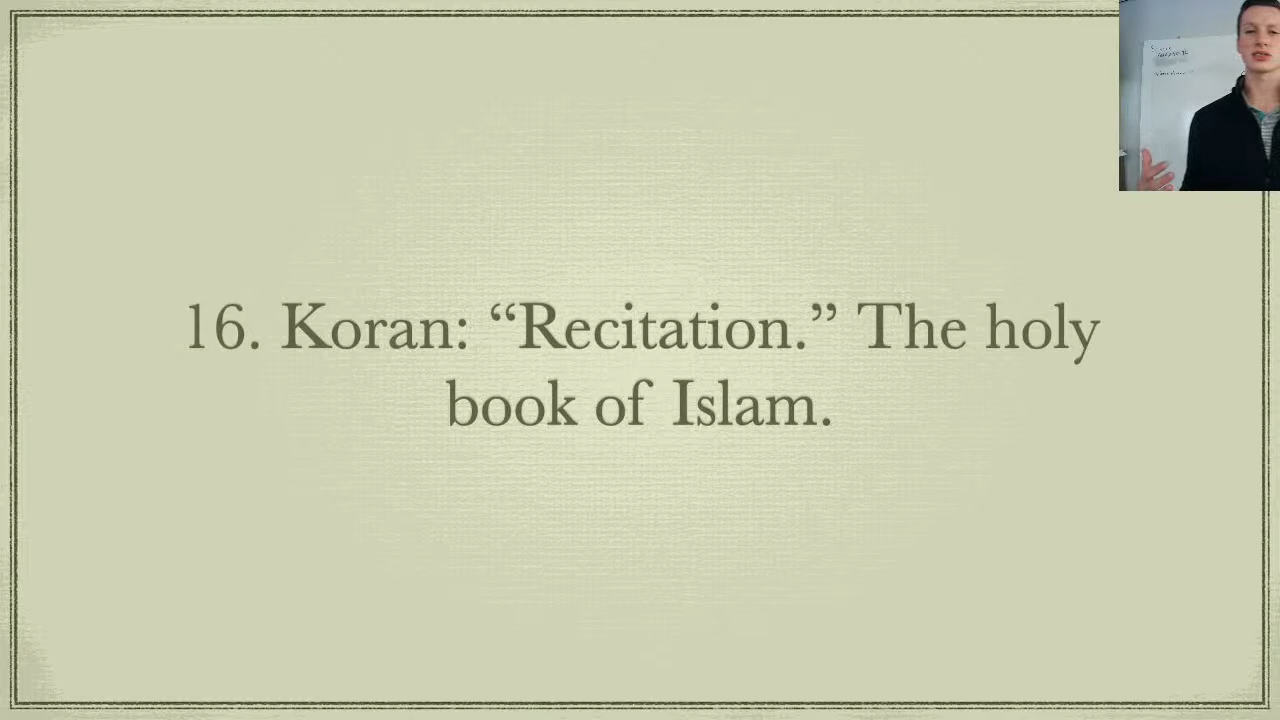 16. Koran: “Recitation.” The holy
book of Islam.